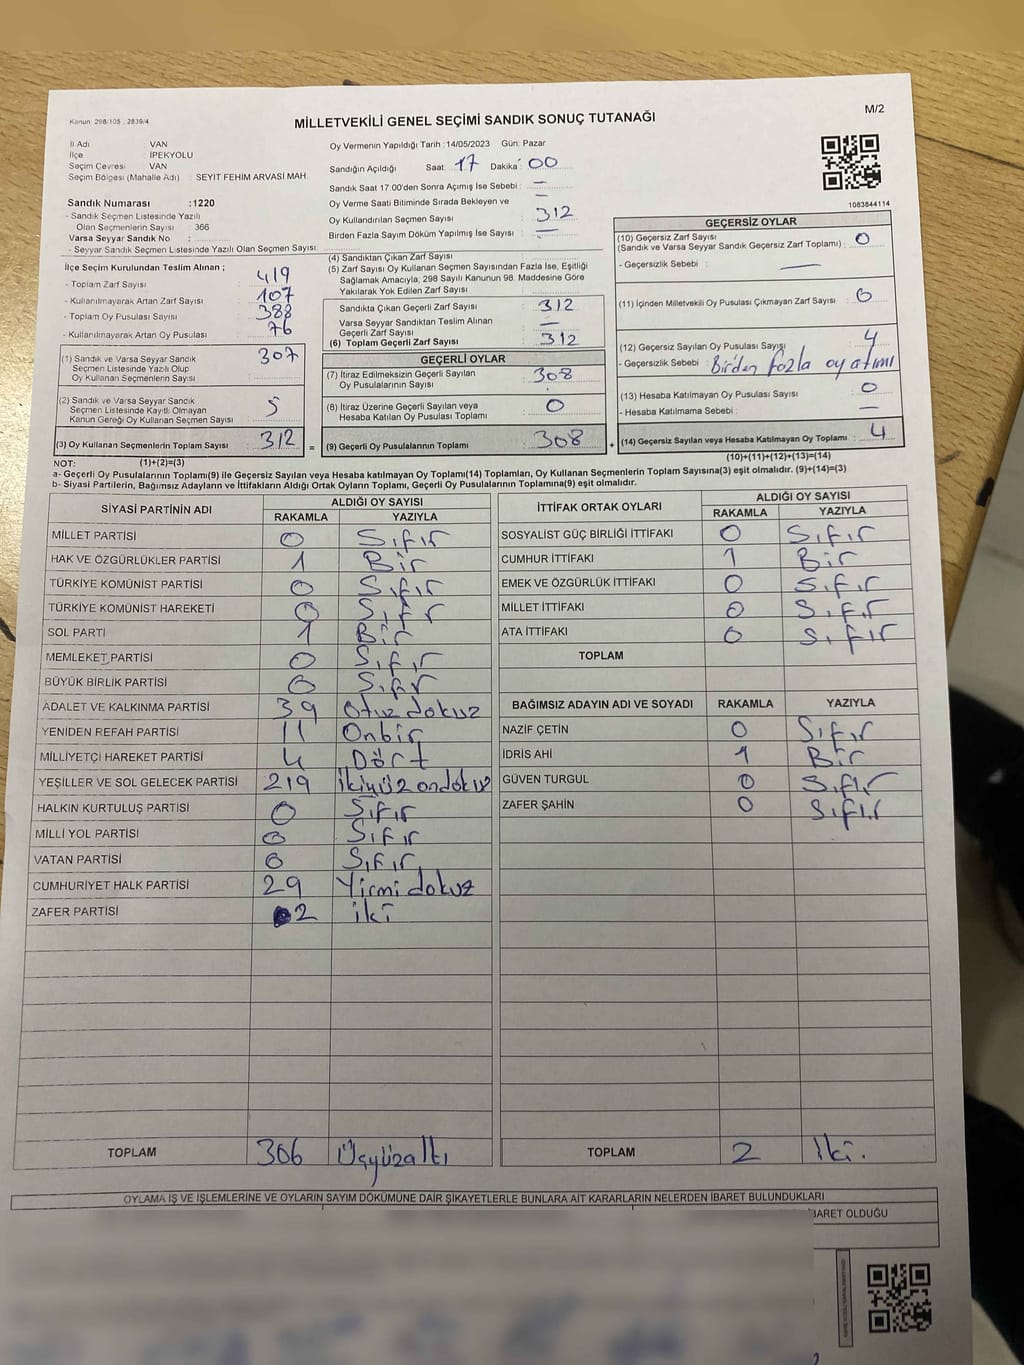 Kanun: 298/105 , 2839/4
M/2
MİLLETVEKİLİ GENEL SEÇİMİ SANDIK SONUÇ TUTANAĞI
İl Adı : VAN
İlçe : İPEKYOLU
Seçim Çevresi : VAN
Seçim Bölgesi (Mahalle Adı) : SEYİT FEHİM ARVASİ MAH.
Sandık Numarası :1220
- Sandık Seçmen Listesinde Yazılı
Olan Seçmenlerin Sayısı : 366
Varsa Seyyar Sandık No :
- Seyyar Sandık Seçmen Listesinde Yazılı Olan Seçmen Sayısı:
Oy Vermenin Yapıldığı Tarih :14/05/2023 Gün: Pazar
Sandığın Açıldığı Saat: 17 Dakika: 00
Sandık Saat 17:00'den Sonra Açımış İse Sebebi : —
Oy Verme Saati Bitiminde Sırada Bekleyen ve —
Oy Kullandırılan Seçmen Sayısı : 312
Birden Fazla Sayım Döküm Yapılmış İse Sayısı : —
1083844114
İlçe Seçim Kurulundan Teslim Alınan ;
- Toplam Zarf Sayısı : 419
- Kullanılmayarak Artan Zarf Sayısı : 107
- Toplam Oy Pusulası Sayısı : 388
- Kullanılmayarak Artan Oy Pusulası : 76
(1) Sandık ve Varsa Seyyar Sandık : 307
Seçmen Listesinde Yazılı Olup
Oy Kullanan Seçmenlerin Sayısı
(2) Sandık ve Varsa Seyyar Sandık : 5
Seçmen Listesinde Kayıtlı Olmayan
Kanun Gereği Oy Kullanan Seçmen Sayısı
(3) Oy Kullanan Seçmenlerin Toplam Sayısı : 312
(1)+(2)=(3)
(4) Sandıktan Çıkan Zarf Sayısı :
(5) Zarf Sayısı Oy Kullanan Seçmen Sayısından Fazla İse, Eşitliği
Sağlamak Amacıyla, 298 Sayılı Kanunun 98. Maddesine Göre
Yakılarak Yok Edilen Zarf Sayısı :
Sandıkta Çıkan Geçerli Zarf Sayısı : 312
Varsa Seyyar Sandıktan Teslim Alınan : —
Geçerli Zarf Sayısı
(6) Toplam Geçerli Zarf Sayısı : 312
GEÇERLİ OYLAR
(7) İtiraz Edilmeksizin Geçerli Sayılan : 308
Oy Pusulalarının Sayısı
(8) İtiraz Üzerine Geçerli Sayılan veya : 0
Hesaba Katılan Oy Pusulası Toplamı
= (9) Geçerli Oy Pusulalarının Toplamı : 308
GEÇERSİZ OYLAR
(10) Geçersiz Zarf Sayısı : 0
(Sandık ve Varsa Seyyar Sandık Geçersiz Zarf Toplamı)
- Geçersizlik Sebebi : —
(11) İçinden Milletvekili Oy Pusulası Çıkmayan Zarf Sayısı : 0
(12) Geçersiz Sayılan Oy Pusulası Sayısı : 4
- Geçersizlik Sebebi : Birden fazla oy atımı
(13) Hesaba Katılmayan Oy Pusulası Sayısı : 0
- Hesaba Katılmama Sebebi : —
+ (14) Geçersiz Sayılan veya Hesaba Katılmayan Oy Toplamı : 4
(10)+(11)+(12)+(13)=(14)
NOT:
a- Geçerli Oy Pusulalarının Toplamı(9) ile Geçersiz Sayılan veya Hesaba katılmayan Oy Toplamı(14) Toplamları, Oy Kullanan Seçmenlerin Toplam Sayısına(3) eşit olmalıdır. (9)+(14)=(3)
b- Siyasi Partilerin, Bağımsız Adayların ve İttifakların Aldığı Ortak Oyların Toplamı, Geçerli Oy Pusulalarının Toplamına(9) eşit olmalıdır.
SİYASİ PARTİNİN ADI ALDIĞI OY SAYISI
RAKAMLA YAZIYLA
MİLLET PARTİSİ 0 Sıfır
HAK VE ÖZGÜRLÜKLER PARTİSİ 1 Bir
TÜRKİYE KOMÜNİST PARTİSİ 0 Sıfır
TÜRKİYE KOMÜNİST HAREKETİ 0 Sıfır
SOL PARTİ 1 Bir
MEMLEKET PARTİSİ 0 Sıfır
BÜYÜK BİRLİK PARTİSİ 0 Sıfır
ADALET VE KALKINMA PARTİSİ 39 Otuz dokuz
YENİDEN REFAH PARTİSİ 11 Onbir
MİLLİYETÇİ HAREKET PARTİSİ 4 Dört
YEŞİLLER VE SOL GELECEK PARTİSİ 219 ikiyüz ondokuz
HALKIN KURTULUŞ PARTİSİ 0 Sıfır
MİLLİ YOL PARTİSİ 0 Sıfır
VATAN PARTİSİ 0 Sıfır
CUMHURİYET HALK PARTİSİ 29 Yirmi dokuz
ZAFER PARTİSİ 2 iki
TOPLAM 306 Üçyüzaltı
İTTİFAK ORTAK OYLARI ALDIĞI OY SAYISI
RAKAMLA YAZIYLA
SOSYALİST GÜÇ BİRLİĞİ İTTİFAKI 0 Sıfır
CUMHUR İTTİFAKI 1 Bir
EMEK VE ÖZGÜRLÜK İTTİFAKI 0 Sıfır
MİLLET İTTİFAKI 0 Sıfır
ATA İTTİFAKI 0 Sıfır
TOPLAM
BAĞIMSIZ ADAYIN ADI VE SOYADI RAKAMLA YAZIYLA
NAZİF ÇETİN 0 Sıfır
İDRİS AHİ 1 Bir
GÜVEN TURGUL 0 Sıfır
ZAFER ŞAHİN 0 Sıfır
TOPLAM 2 İki.
OYLAMA İŞ VE İŞLEMLERİNE VE OYLARIN SAYIM DÖKÜMÜNE DAİR ŞİKAYETLERLE BUNLARA AİT KARARLARIN NELERDEN İBARET BULUNDUKLARI
BARET OLDUĞU